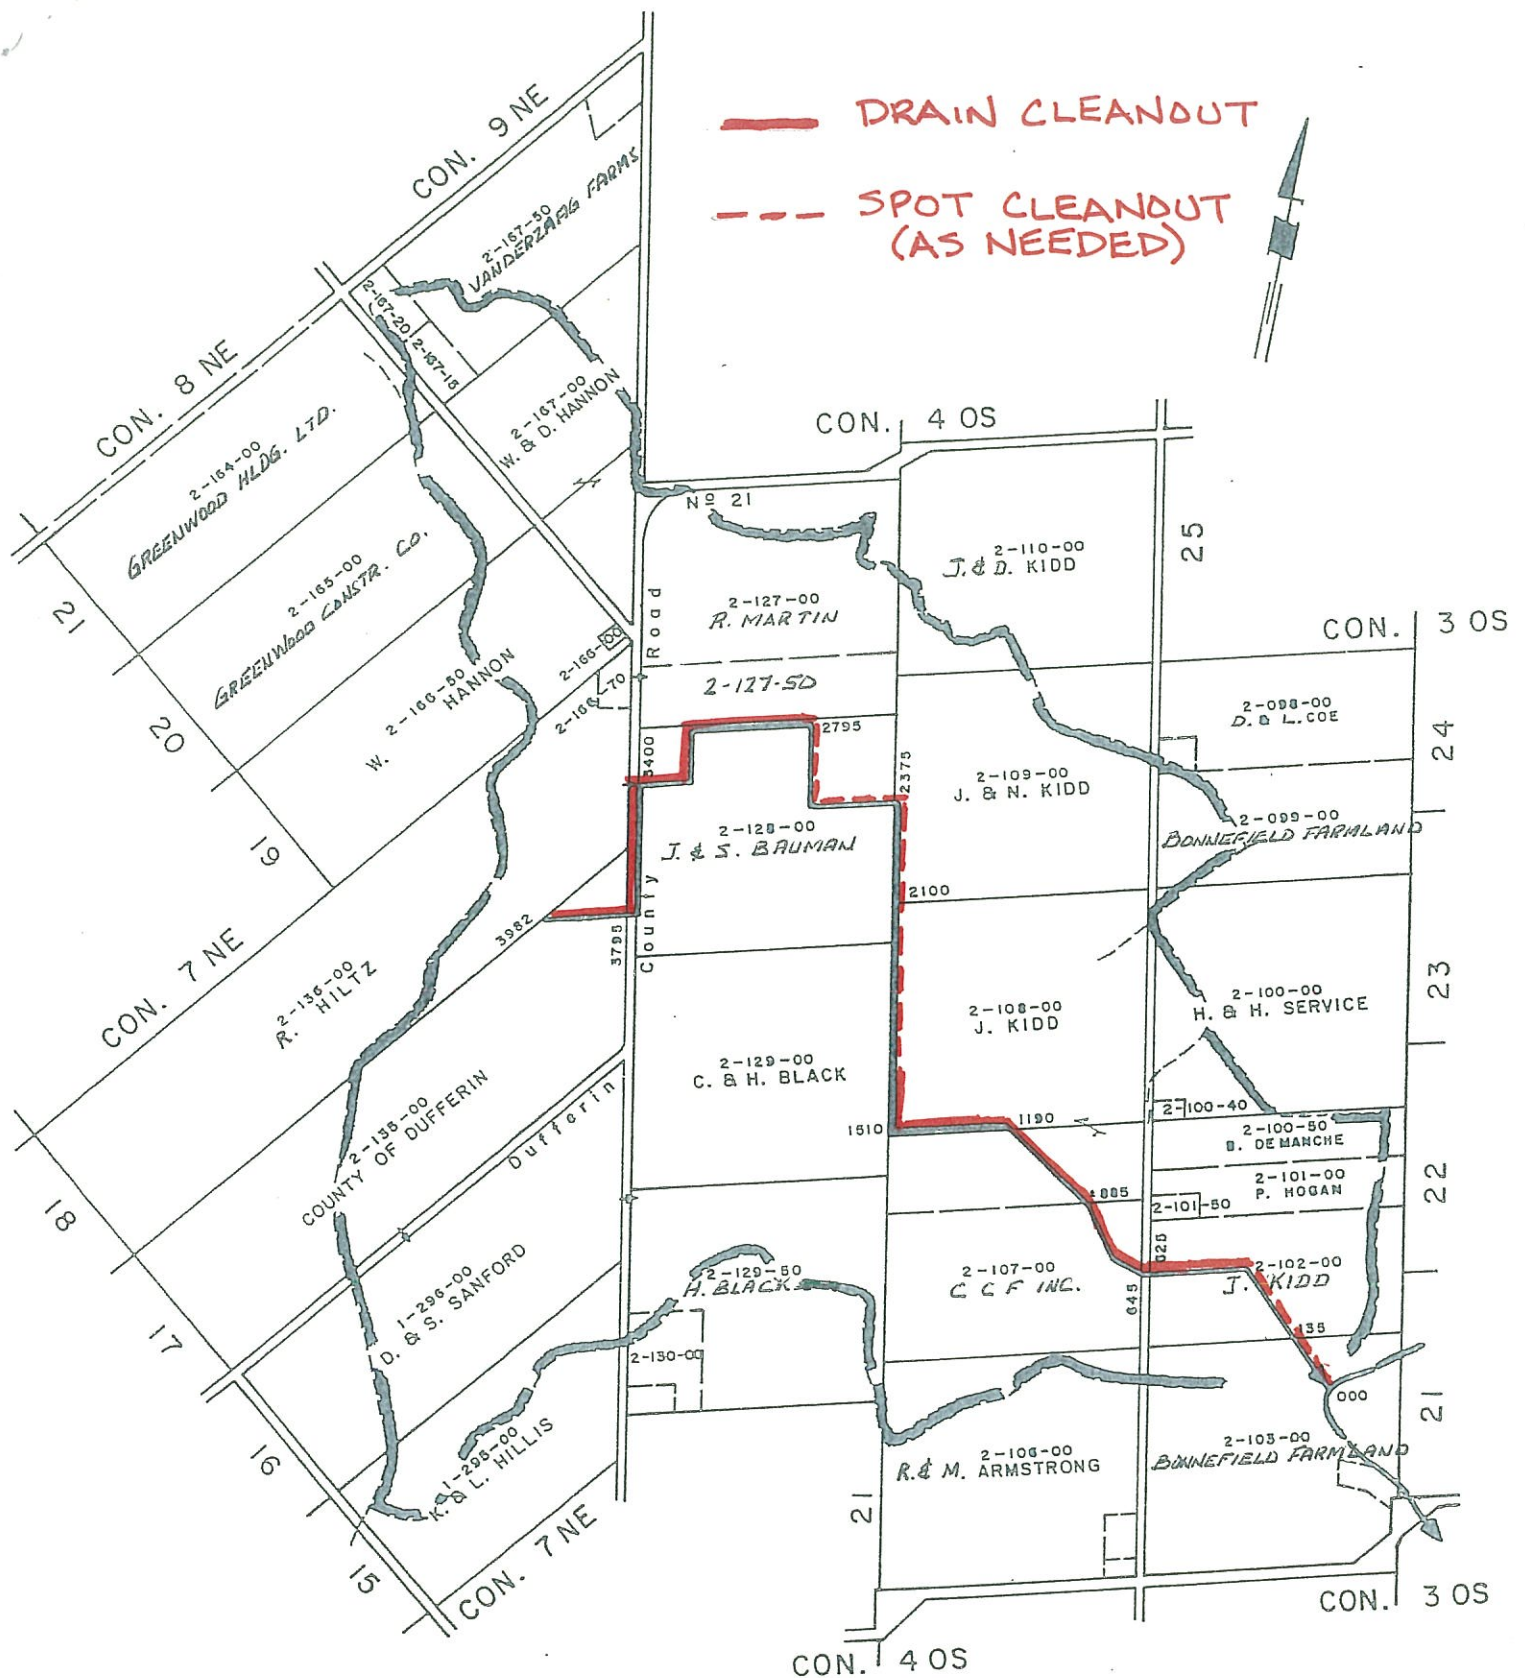 DRAIN CLEANOUT
SPOT CLEANOUT
(AS NEEDED)
CON. 9 NE
2-167-50
VANDERZAAG FARMS
2-167-20
2-167-15
CON. 8 NE
2-164-00
GREENWOOD HLDG. LTD.
2-167-00
W. & D. HANNON
2-165-00
GREENWOOD CONSTR. CO.
2-166-50
W. HANNON
2-166-00
2-166-70
21
20
19
CON. 4 OS
Nº 21
25
2-110-00
J. & D. KIDD
2-127-00
R. MARTIN
Road
2-127-50
CON. 3 OS
2-098-00
D. & L. COE
24
3400
2795
2375
2-109-00
J. & N. KIDD
2-128-00
J. & S. BAUMAN
2-099-00
BONNEFIELD FARMLAND
2100
3982
3795
County
CON. 7 NE
2-136-00
R. HILTZ
2-108-00
J. KIDD
2-100-00
H. & H. SERVICE
23
2-129-00
C. & H. BLACK
2-135-00
COUNTY OF DUFFERIN
Dufferin
1510
1190
2-100-40
2-100-50
B. DEMANCHE
2-101-00
P. HOGAN
22
885
2-101-50
18
17
1-296-00
D. & S. SANFORD
2-129-50
H. BLACK
2-107-00
C C F INC.
625
645
2-102-00
J. KIDD
135
2-130-00
000
21
16
1-295-00
K. & L. HILLIS
2-106-00
R. & M. ARMSTRONG
2-103-00
BONNEFIELD FARMLAND
21
15
CON. 7 NE
CON. 3 OS
CON. 4 OS